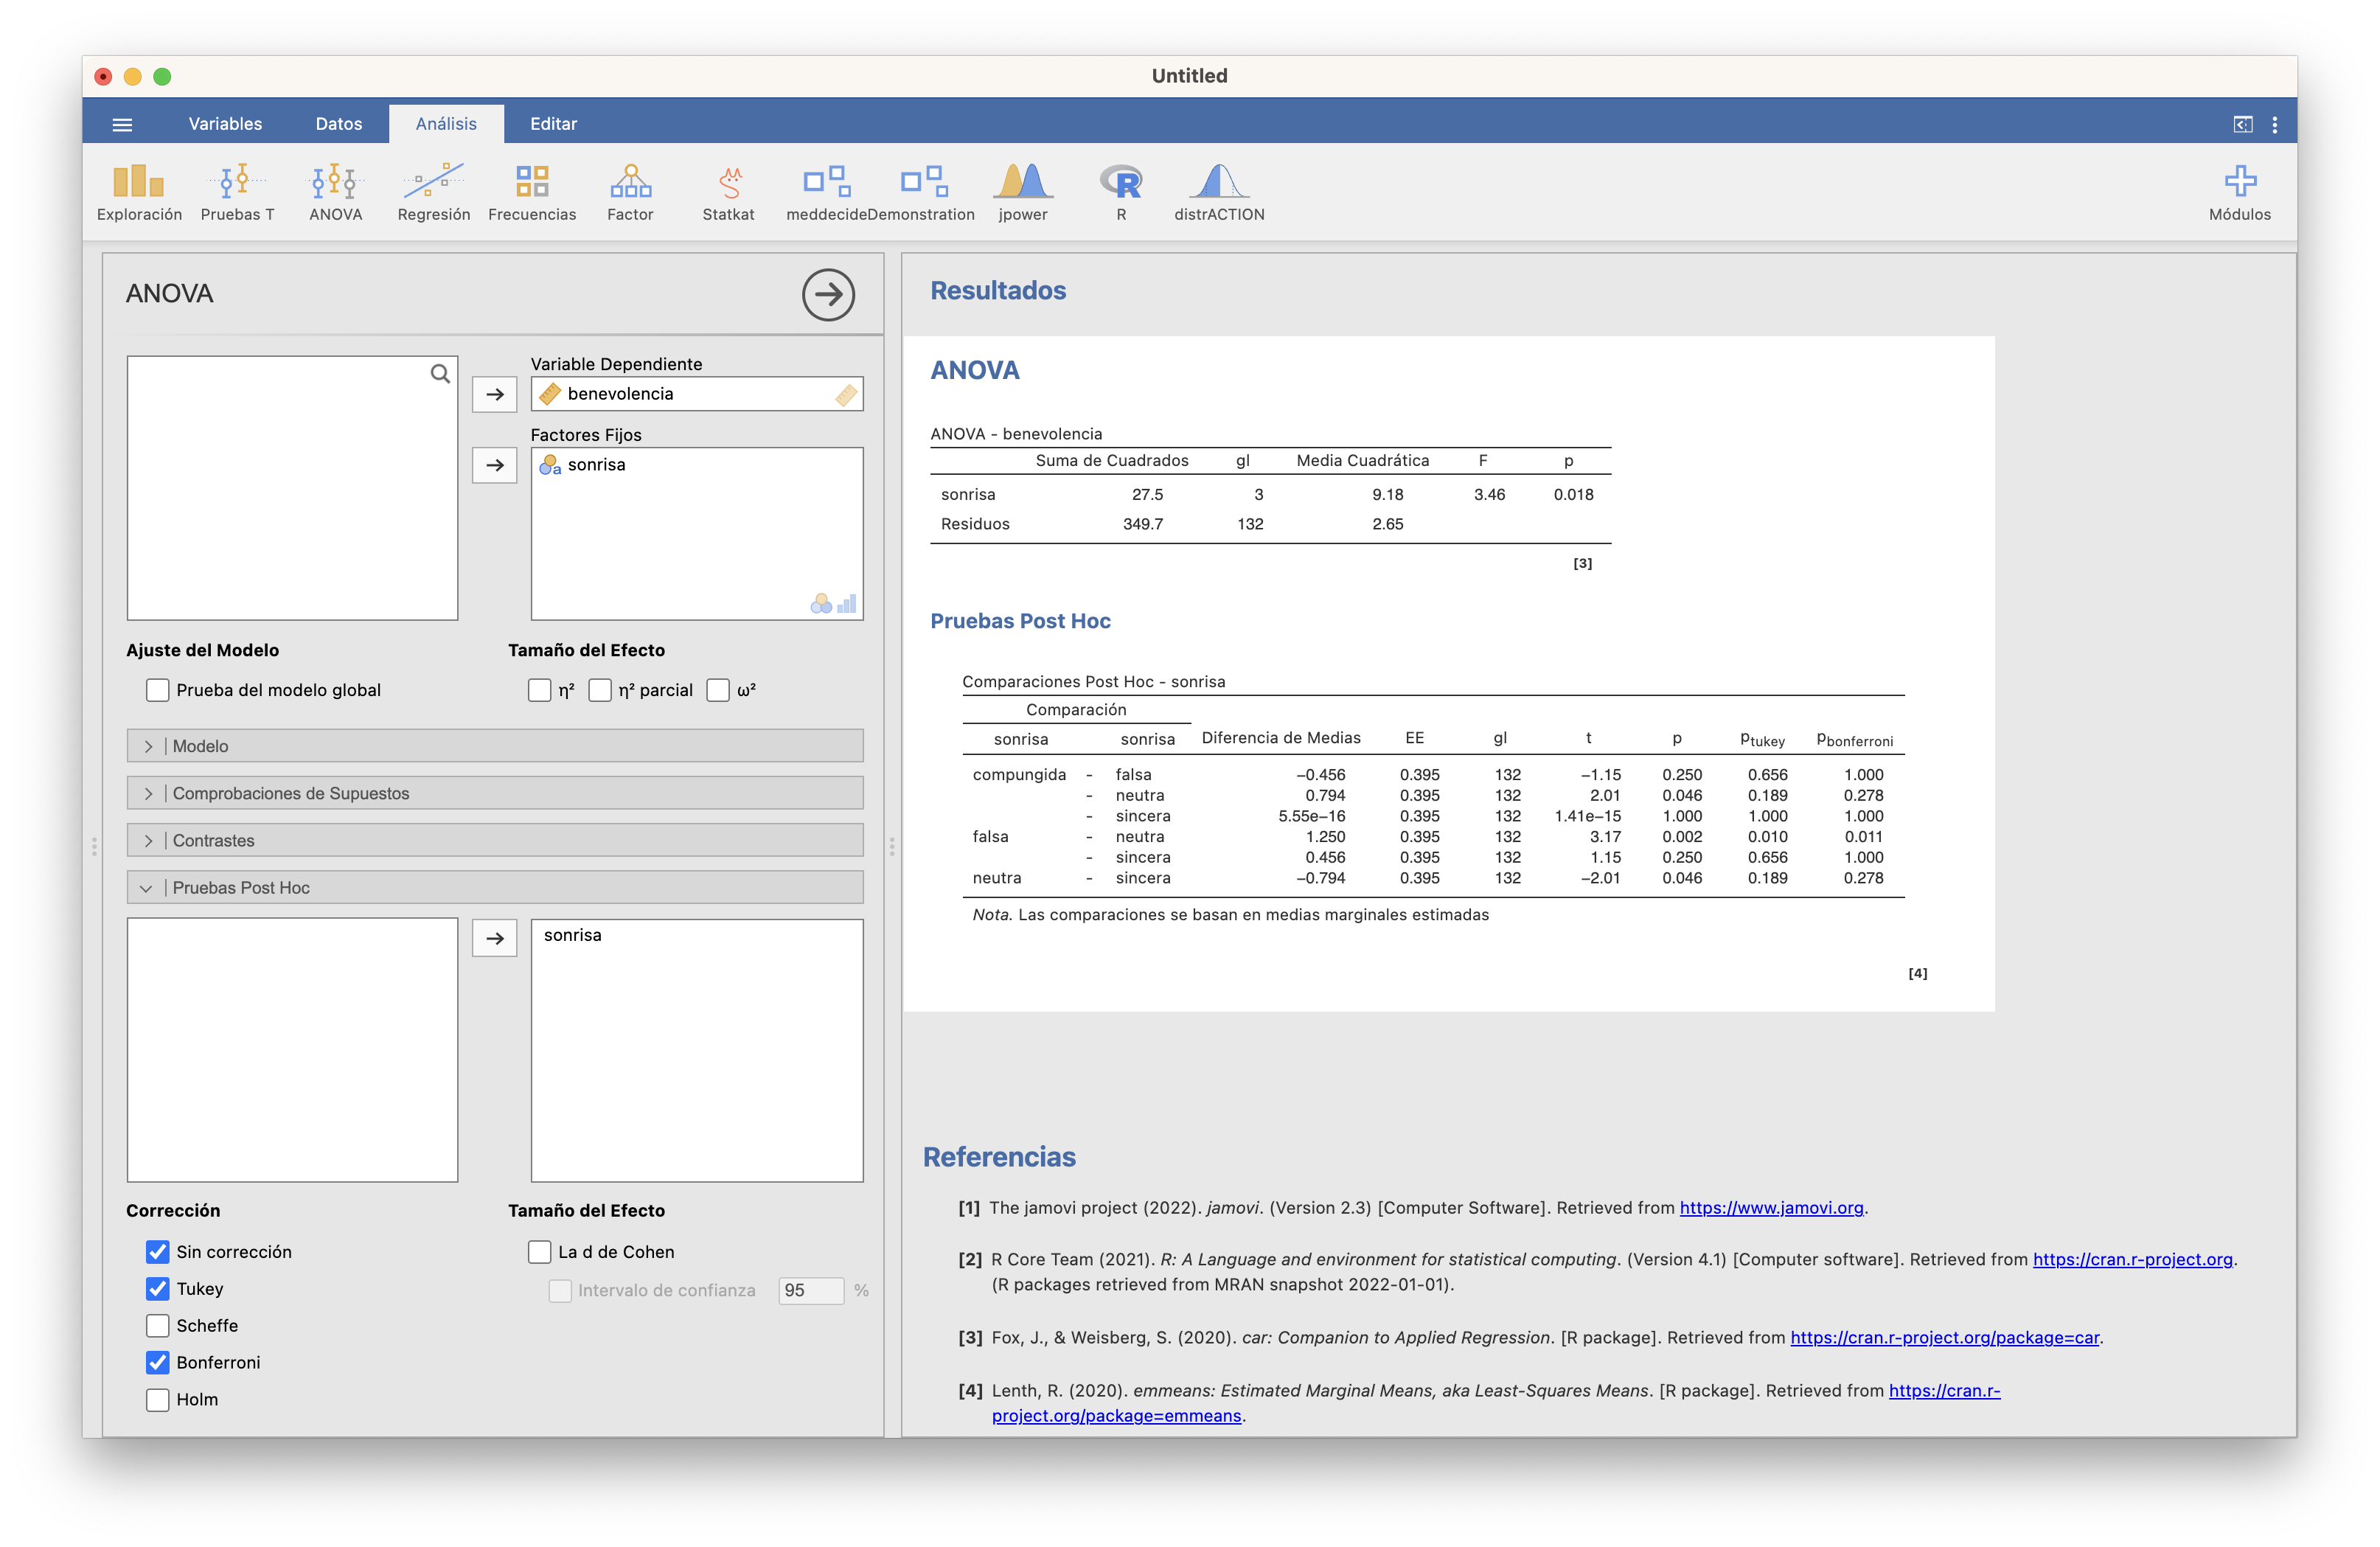 Untitled
Variables Datos Análisis Editar
Exploración Pruebas T ANOVA Regresión Frecuencias Factor Statkat meddecide Demonstration jpower R distrACTION Módulos
ANOVA
Variable Dependiente
benevolencia
Factores Fijos
sonrisa
Ajuste del Modelo Tamaño del Efecto
Prueba del modelo global η² η² parcial ω²
Modelo
Comprobaciones de Supuestos
Contrastes
Pruebas Post Hoc
sonrisa
Corrección Tamaño del Efecto
Sin corrección La d de Cohen
Tukey Intervalo de confianza 95 %
Scheffe
Bonferroni
Holm
Resultados
ANOVA
ANOVA - benevolencia
Suma de Cuadrados gl Media Cuadrática F p
sonrisa 27.5 3 9.18 3.46 0.018
Residuos 349.7 132 2.65
[3]
Pruebas Post Hoc
Comparaciones Post Hoc - sonrisa
Comparación
sonrisa sonrisa Diferencia de Medias EE gl t p ptukey pbonferroni
compungida - falsa −0.456 0.395 132 −1.15 0.250 0.656 1.000
- neutra 0.794 0.395 132 2.01 0.046 0.189 0.278
- sincera 5.55e−16 0.395 132 1.41e−15 1.000 1.000 1.000
falsa - neutra 1.250 0.395 132 3.17 0.002 0.010 0.011
- sincera 0.456 0.395 132 1.15 0.250 0.656 1.000
neutra - sincera −0.794 0.395 132 −2.01 0.046 0.189 0.278
Nota. Las comparaciones se basan en medias marginales estimadas
[4]
Referencias
[1] The jamovi project (2022). jamovi. (Version 2.3) [Computer Software]. Retrieved from https://www.jamovi.org.
[2] R Core Team (2021). R: A Language and environment for statistical computing. (Version 4.1) [Computer software]. Retrieved from https://cran.r-project.org.
(R packages retrieved from MRAN snapshot 2022-01-01).
[3] Fox, J., & Weisberg, S. (2020). car: Companion to Applied Regression. [R package]. Retrieved from https://cran.r-project.org/package=car.
[4] Lenth, R. (2020). emmeans: Estimated Marginal Means, aka Least-Squares Means. [R package]. Retrieved from https://cran.r-
project.org/package=emmeans.